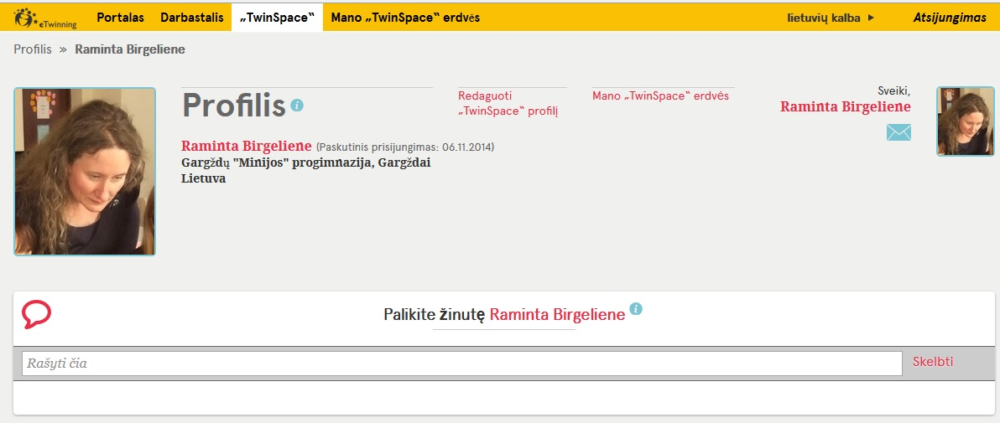 eTwinning Portalas Darbastalis „TwinSpace“ Mano „TwinSpace“ erdvės lietuvių kalba Atsijungimas
Profilis » Raminta Birgeliene
Profilis
Redaguoti
„TwinSpace“ profilį
Mano „TwinSpace“ erdvės
Sveiki,
Raminta Birgeliene
Raminta Birgeliene (Paskutinis prisijungimas: 06.11.2014)
Gargždų "Minijos" progimnazija, Gargždai
Lietuva
Palikite žinutę Raminta Birgeliene
Rašyti čia
Skelbti